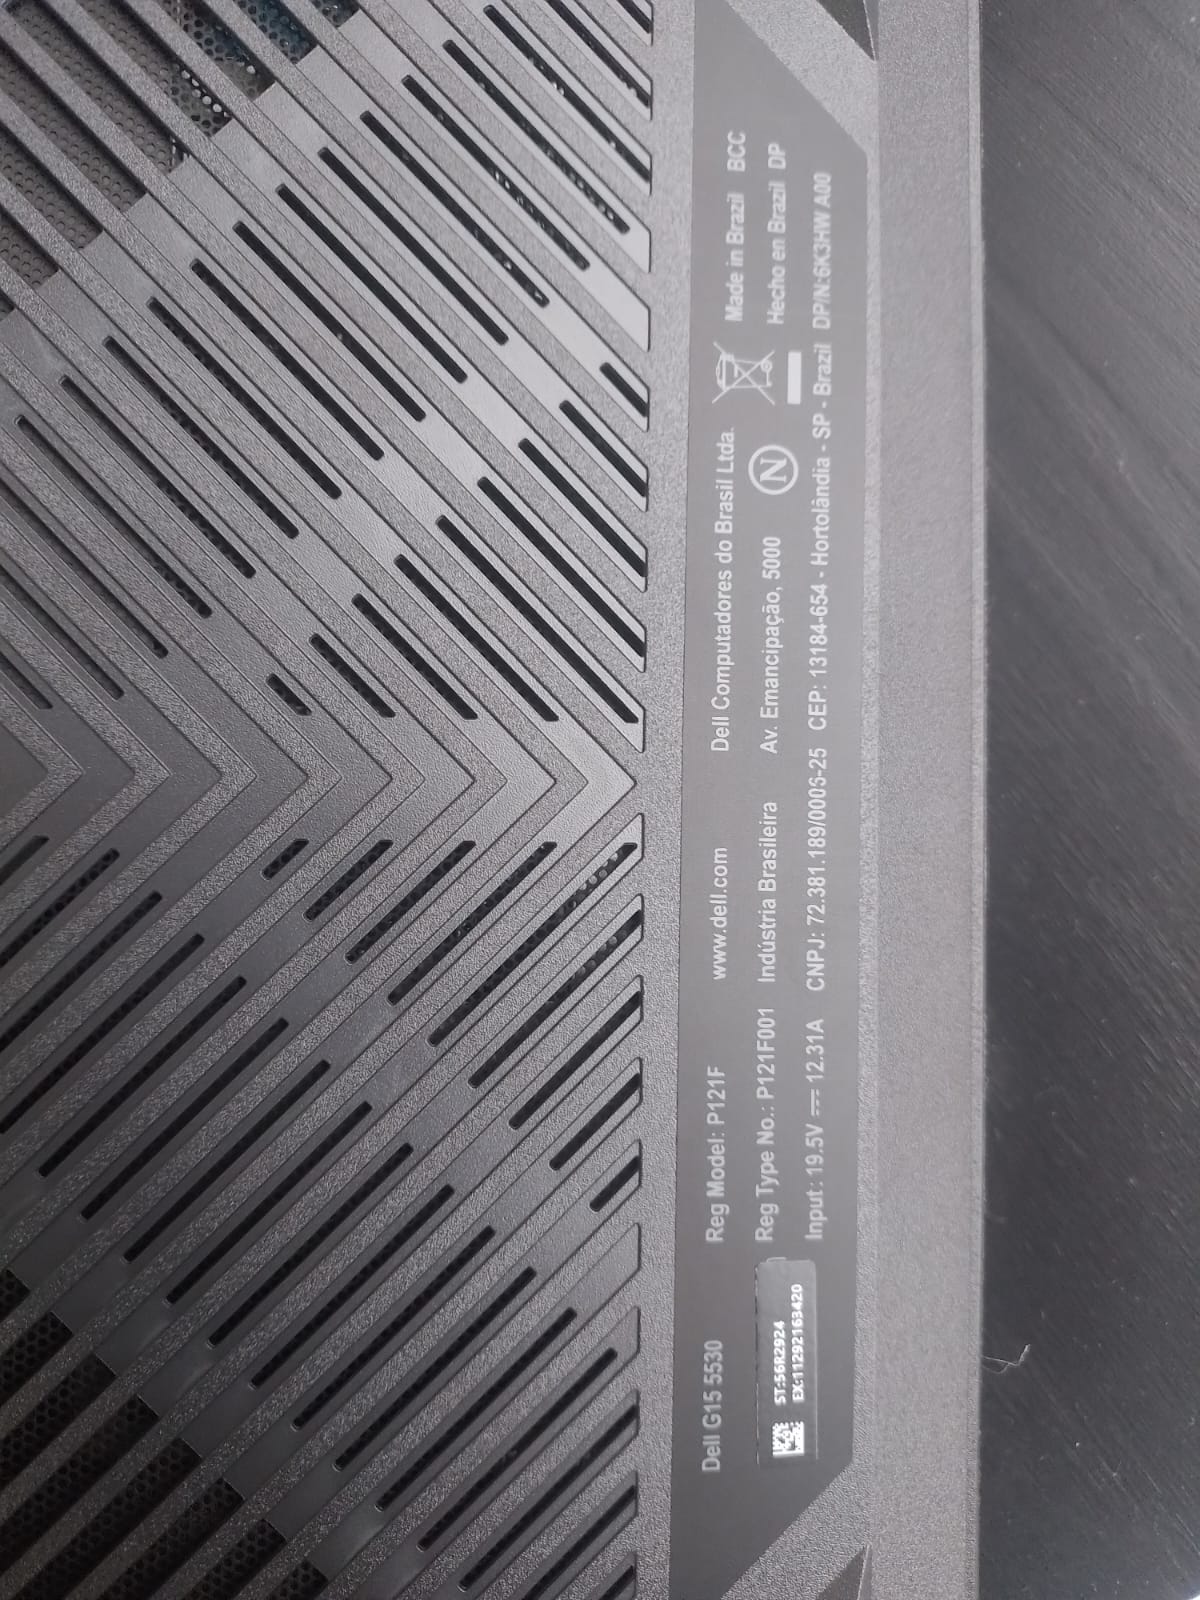 Dell G15 5530 Reg Model: P121F www.dell.com Dell Computadores do Brasil Ltda. Made in Brazil BCC
Reg Type No.: P121F001 Indústria Brasileira Av. Emancipação, 5000 N Hecho en Brazil DP
Input: 19.5V ⎓ 12.31A CNPJ: 72.381.189/0006-25 CEP: 13184-654 - Hortolândia - SP - Brazil DP/N:6K3HW A00
ST:56R2924
EX:11292163420